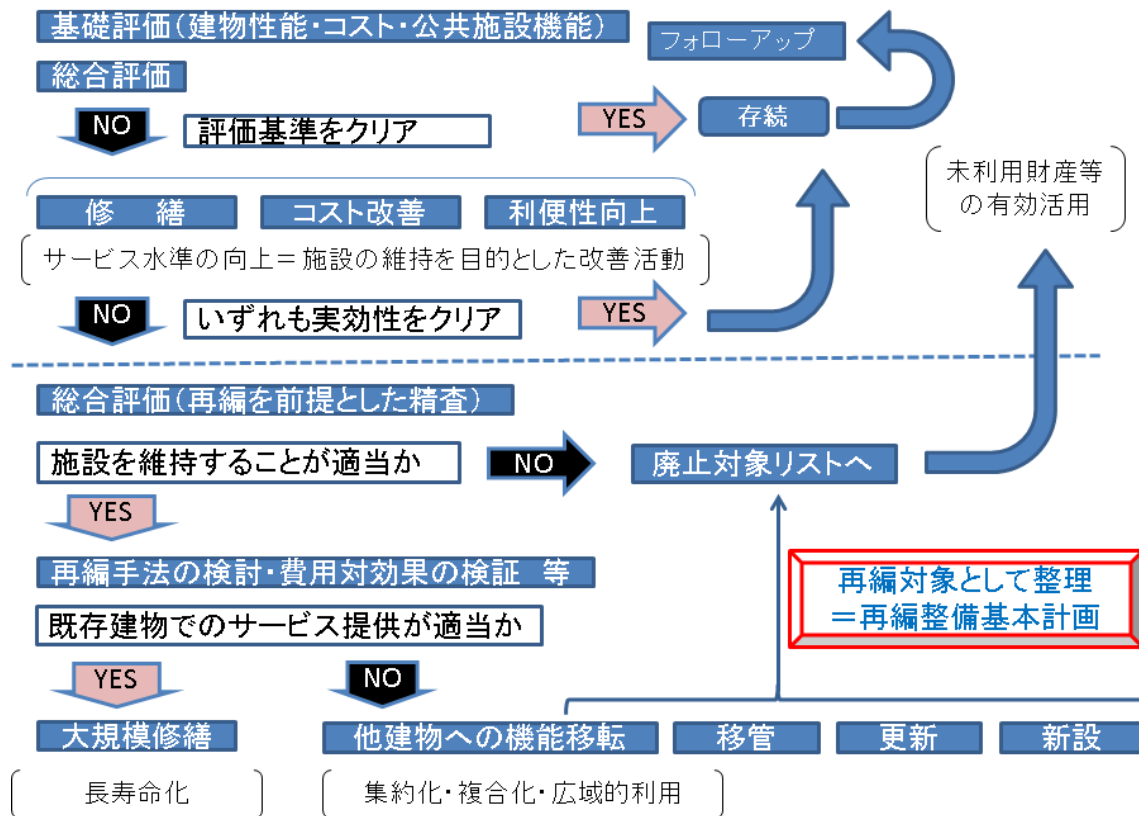 基礎評価（建物性能・コスト・公共施設機能）
フォローアップ
総合評価
NO
評価基準をクリア
YES
存続
未利用財産等
の有効活用
修　繕
コスト改善
利便性向上
サービス水準の向上＝施設の維持を目的とした改善活動
NO
いずれも実効性をクリア
YES
総合評価（再編を前提とした精査）
施設を維持することが適当か
NO
廃止対象リストへ
YES
再編手法の検討・費用対効果の検証　等
再編対象として整理
＝再編整備基本計画
既存建物でのサービス提供が適当か
YES
NO
大規模修繕
他建物への機能移転
移管
更新
新設
長寿命化
集約化・複合化・広域的利用